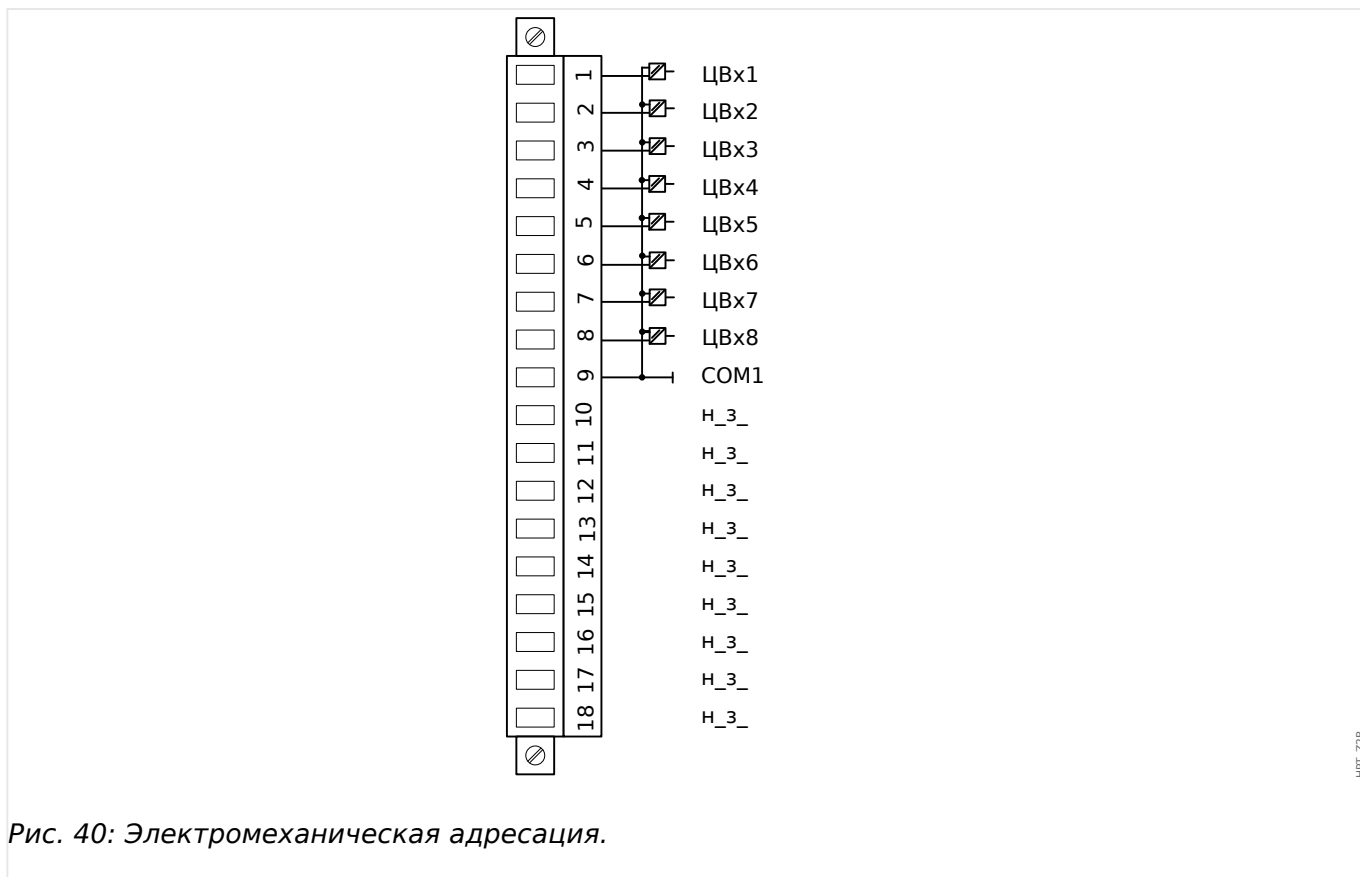 1 ЦВх1
2 ЦВх2
3 ЦВх3
4 ЦВх4
5 ЦВх5
6 ЦВх6
7 ЦВх7
8 ЦВх8
9 COM1
10 н_з_
11 н_з_
12 н_з_
13 н_з_
14 н_з_
15 н_з_
16 н_з_
17 н_з_
18 н_з_
Рис. 40: Электромеханическая адресация.